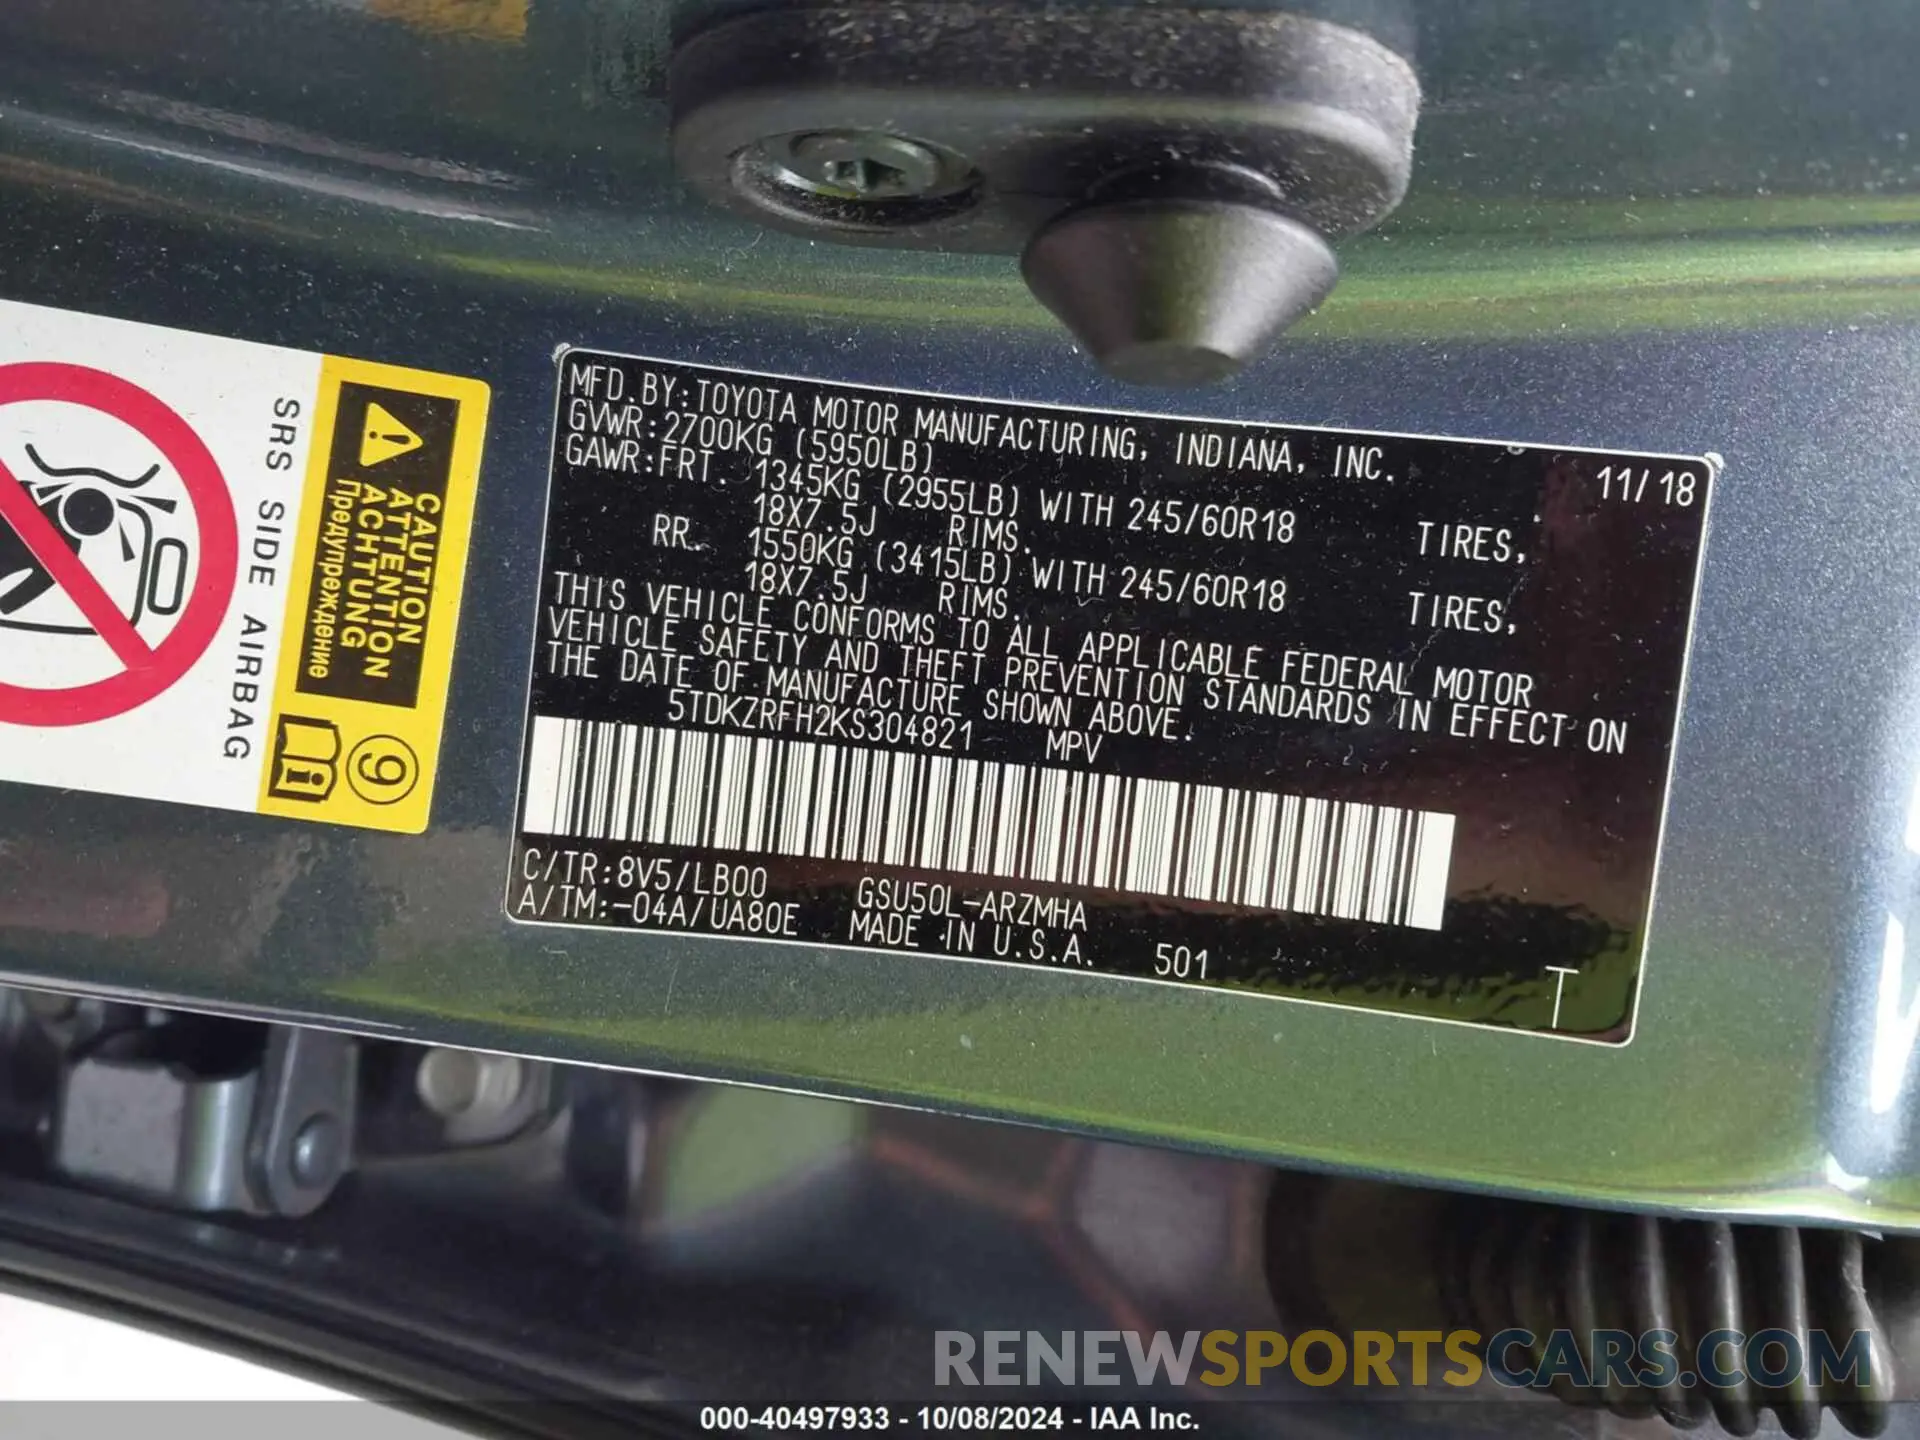 MFD.BY:TOYOTA MOTOR MANUFACTURING, INDIANA, INC. 11/18
GVWR:2700KG (5950LB)
GAWR:FRT. 1345KG (2955LB) WITH 245/60R18 TIRES,
18X7.5J RIMS.
RR. 1550KG (3415LB) WITH 245/60R18 TIRES,
18X7.5J RIMS.
THIS VEHICLE CONFORMS TO ALL APPLICABLE FEDERAL MOTOR
VEHICLE SAFETY AND THEFT PREVENTION STANDARDS IN EFFECT ON
THE DATE OF MANUFACTURE SHOWN ABOVE.
5TDKZRFH2KS304821 MPV
C/TR:8V5/LB00 GSU50L-ARZMHA
A/TM:-04A/UA80E MADE IN U.S.A. 501 T
CAUTION
ATTENTION
ACHTUNG
Предупреждение
9
i
SRS SIDE AIRBAG
RENEWSPORTSCARS.COM
000-40497933 - 10/08/2024 - IAA Inc.